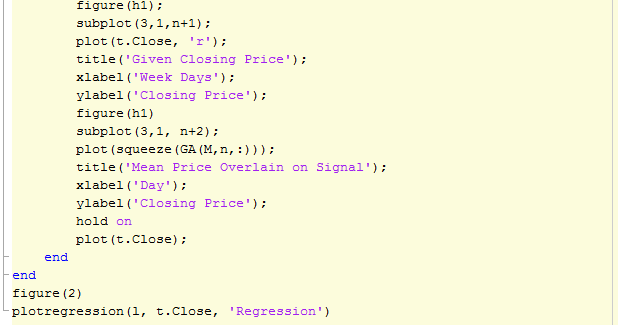 figure(h1);
subplot(3,1,n+1);
plot(t.Close, 'r');
title('Given Closing Price');
xlabel('Week Days');
ylabel('Closing Price');
figure(h1)
subplot(3,1, n+2);
plot(squeeze(GA(M,n,:)));
title('Mean Price Overlain on Signal');
xlabel('Day');
ylabel('Closing Price');
hold on
plot(t.Close);
end
end
figure(2)
plotregression(l, t.Close, 'Regression')